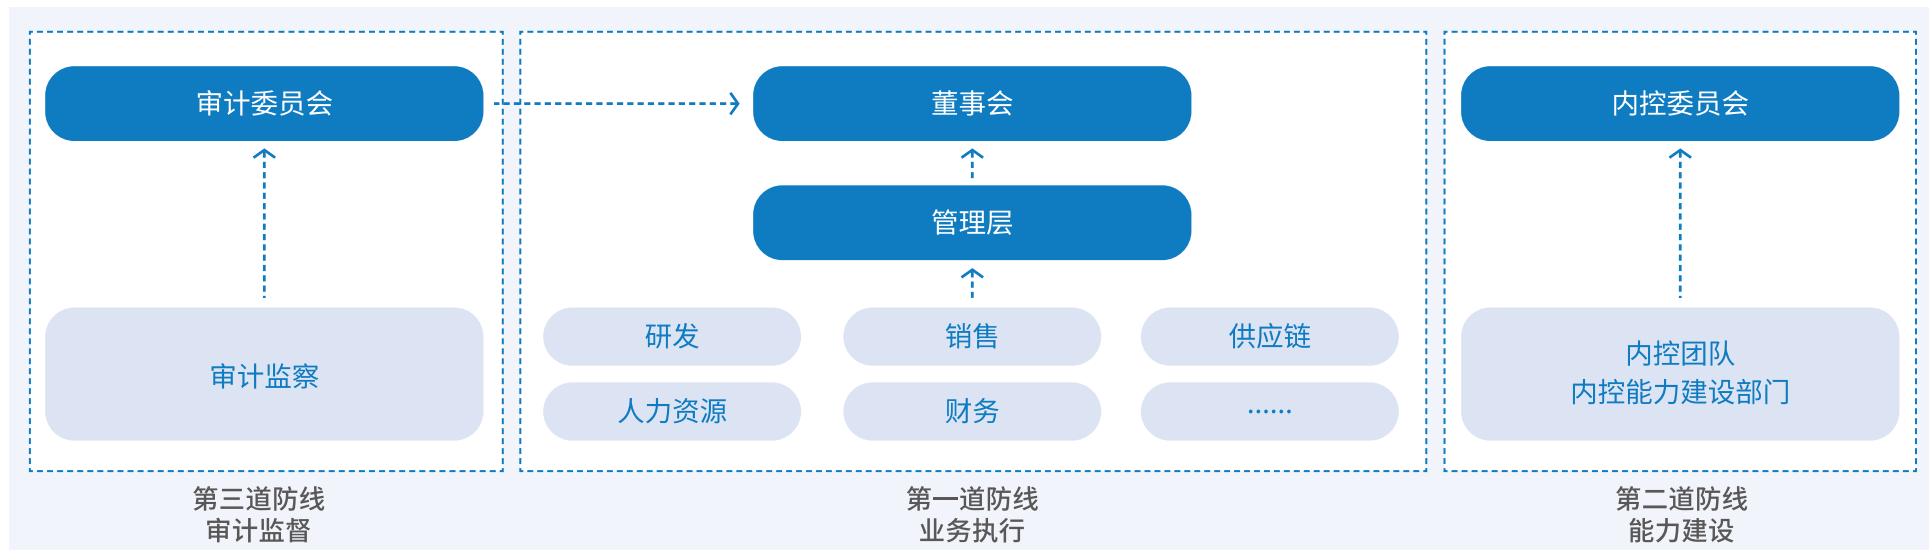 审计委员会
审计监察
第三道防线
审计监督
董事会
管理层
研发
销售
供应链
人力资源
财务
······
第一道防线
业务执行
内控委员会
内控团队
内控能力建设部门
第二道防线
能力建设